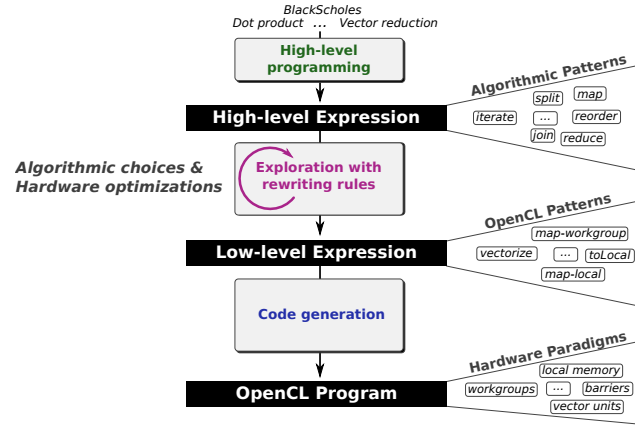 BlackScholes
Dot product ... Vector reduction
High-level
programming
Algorithmic Patterns
split
map
High-level Expression
iterate
...
reorder
join
reduce
Algorithmic choices &
Hardware optimizations
Exploration with
rewriting rules
OpenCL Patterns
map-workgroup
Low-level Expression
vectorize
...
toLocal
map-local
Code generation
Hardware Paradigms
local memory
OpenCL Program
workgroups
...
barriers
vector units